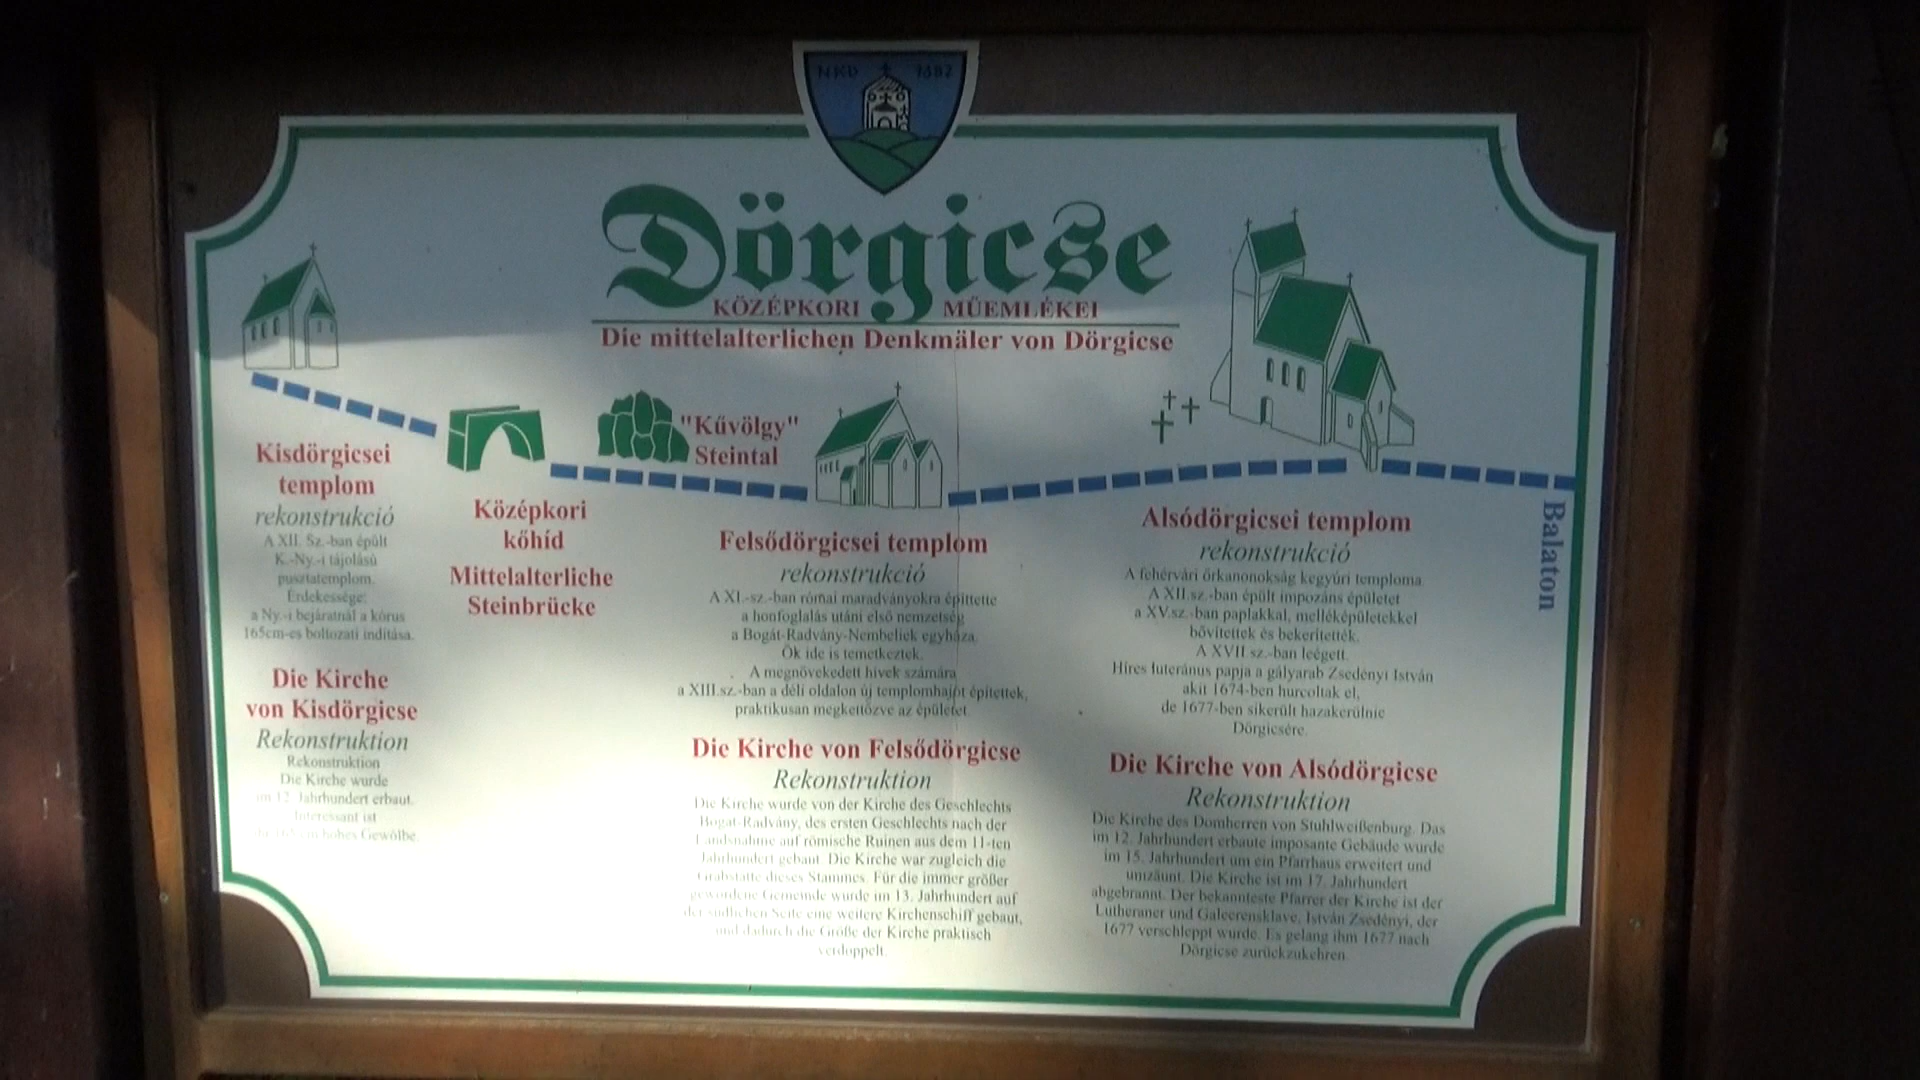 1882
Dörgicse
KÖZÉPKORI MŰEMLÉKEI
Die mittelalterlichen Denkmäler von Dörgicse
"Kűvölgy"
Steintal
Kisdörgicsei
templom
rekonstrukció
A XII. Sz.-ban épült
K.-Ny.-i tájolású
pusztatemplom.
Érdekessége:
a Ny.-i bejáratnál a kórus
165cm-es boltozati indítása.
Die Kirche
von Kisdörgicse
Rekonstruktion
Rekonstruktion
Die Kirche wurde
im 12. Jahrhundert erbaut.
Interessant ist
hohes Gewölbe
Középkori
kőhíd
Mittelalterliche
Steinbrücke
Felsődörgicsei templom
rekonstrukció
A XI.-sz.-ban római maradványokra építtette
a honfoglalás utáni első nemzetség
a Bogát-Radvány-Nembeliek egyháza.
Ők ide is temetkeztek.
A megnövekedett hívek számára
a XIII.sz.-ban a déli oldalon új templomhajót építettek,
praktikusan megkettőzve az épületet.
Die Kirche von Felsődörgicse
Rekonstruktion
Die Kirche wurde von der Kirche des Geschlechts
Bogát-Radvány, des ersten Geschlechts nach der
Landsnahme auf römische Ruinen aus dem 11-ten
Jahrhundert gebaut. Die Kirche war zugleich die
Grabstätte dieses Stammes. Für die immer größer
gewordene Gemeinde wurde im 13. Jahrhundert auf
der südlichen Seite eine weitere Kirchenschiff gebaut,
und dadurch die Größe der Kirche praktisch
verdoppelt.
Alsódörgicsei templom
rekonstrukció
A fehérvári őrkanonokság kegyúri temploma.
A XII.sz.-ban épült impozáns épületet
a XV.sz.-ban paplakkal, melléképületekkel
bővítettek és bekerítették.
A XVII sz.-ban leégett.
Híres luteránus papja a gályarab Zsedényi István
akit 1674-ben hurcoltak el,
de 1677-ben sikerült hazakerülnie
Dörgicsére.
Die Kirche von Alsódörgicse
Rekonstruktion
Die Kirche des Domherren von Stuhlweißenburg. Das
im 12. Jahrhundert erbaute imposante Gebäude wurde
im 15. Jahrhundert um ein Pfarrhaus erweitert und
umzäunt. Die Kirche ist im 17. Jahrhundert
abgebrannt. Der bekannteste Pfarrer der Kirche ist der
Lutheraner und Galeerensklave, István Zsedényi, der
1677 verschleppt wurde. Es gelang ihm 1677 nach
Dörgicse zurückzukehren.
Balaton